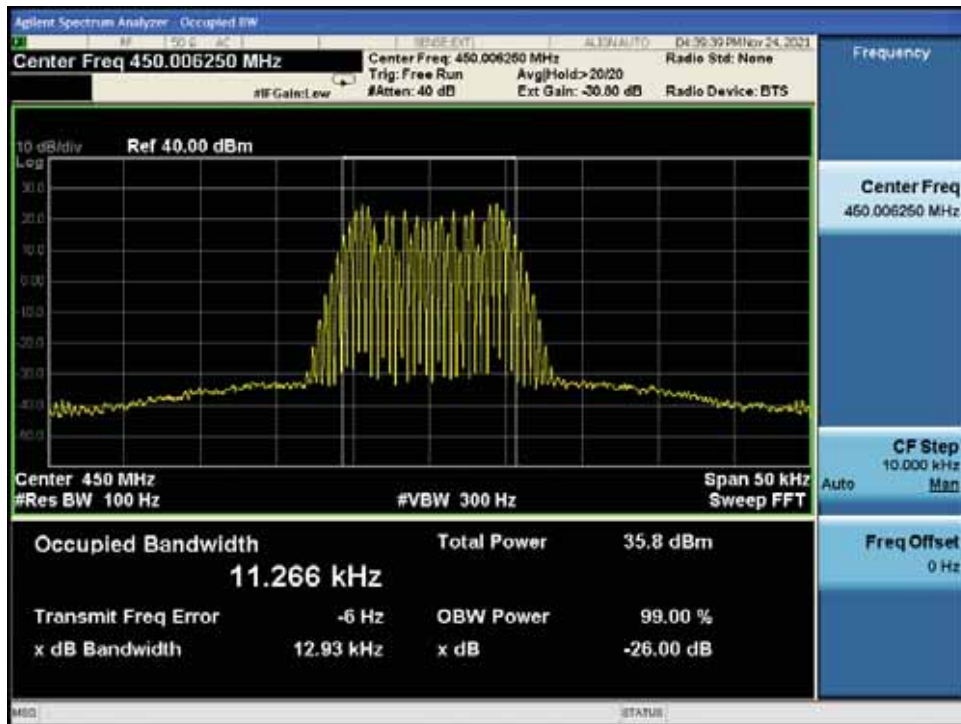 Agilent Spectrum Analyzer - Occupied BW
RF 50 Ω AC SENSE:EXT ALIGN AUTO 04:39:39 PM Nov 24, 2021
Center Freq 450.006250 MHz
Center Freq: 450.006250 MHz
Radio Std: None
Trig: Free Run
Avg|Hold:>20/20
#IFGain:Low
#Atten: 40 dB
Ext Gain: -30.80 dB
Radio Device: BTS
Frequency
10 dB/div
Ref 40.00 dBm
Log
30.0
20.0
10.0
0.00
-10.0
-20.0
-30.0
-40.0
-50.0
Center 450 MHz
Span 50 kHz
#Res BW 100 Hz
#VBW 300 Hz
Sweep FFT
Occupied Bandwidth
11.266 kHz
Total Power 35.8 dBm
Transmit Freq Error -6 Hz
OBW Power 99.00 %
x dB Bandwidth 12.93 kHz
x dB -26.00 dB
Center Freq
450.006250 MHz
CF Step
10.000 kHz
Auto Man
Freq Offset
0 Hz
MSG
STATUS